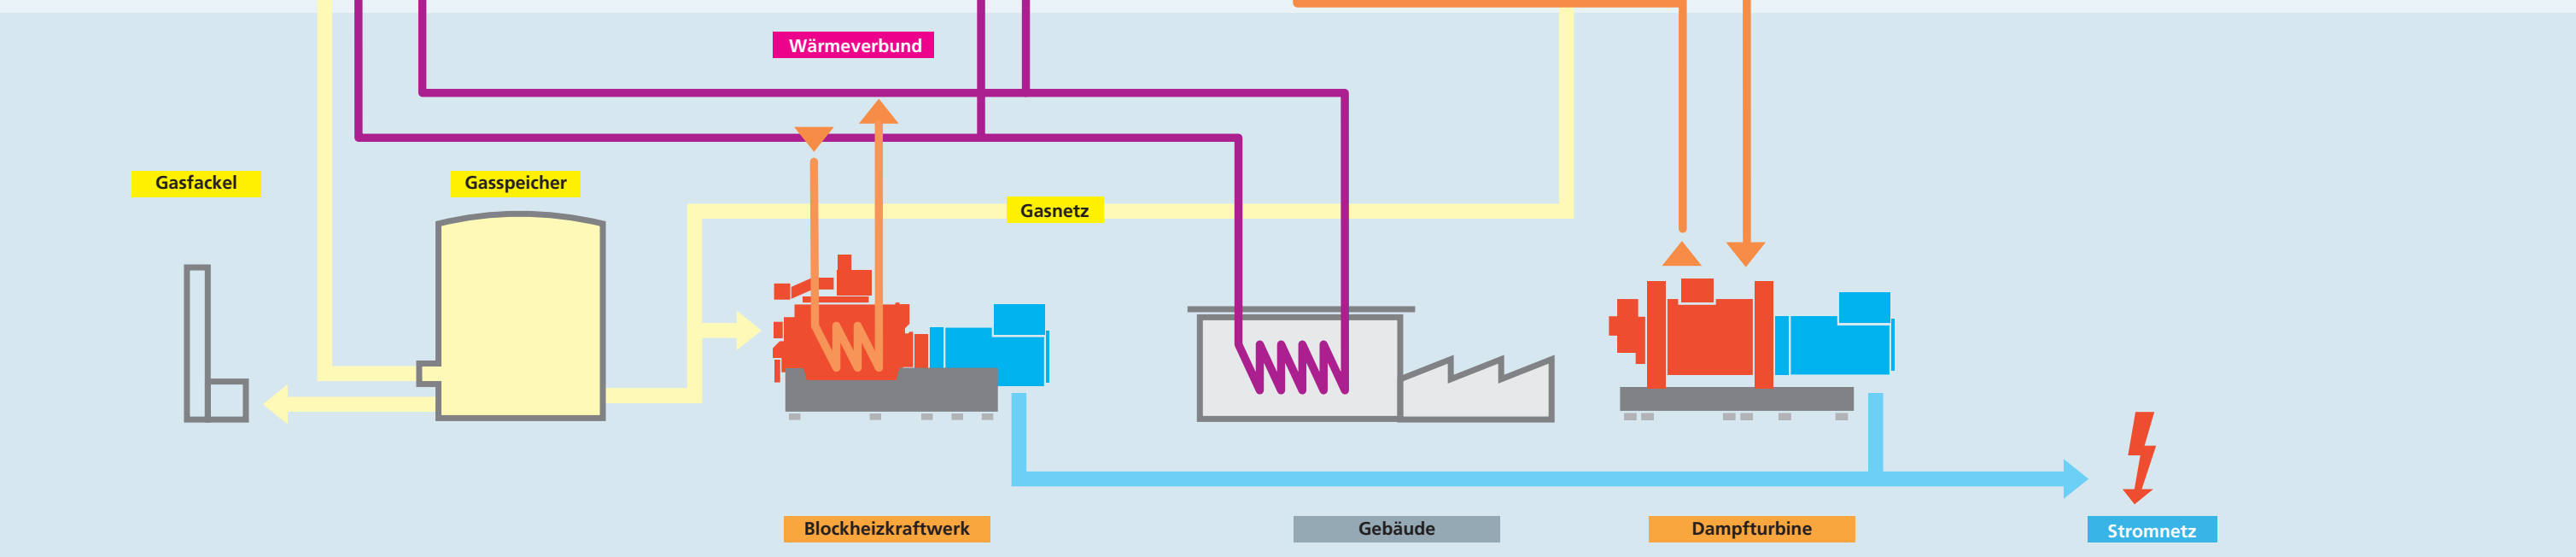 Wärmeverbund
Gasfackel
Gasspeicher
Gasnetz
Blockheizkraftwerk
Gebäude
Dampfturbine
Stromnetz